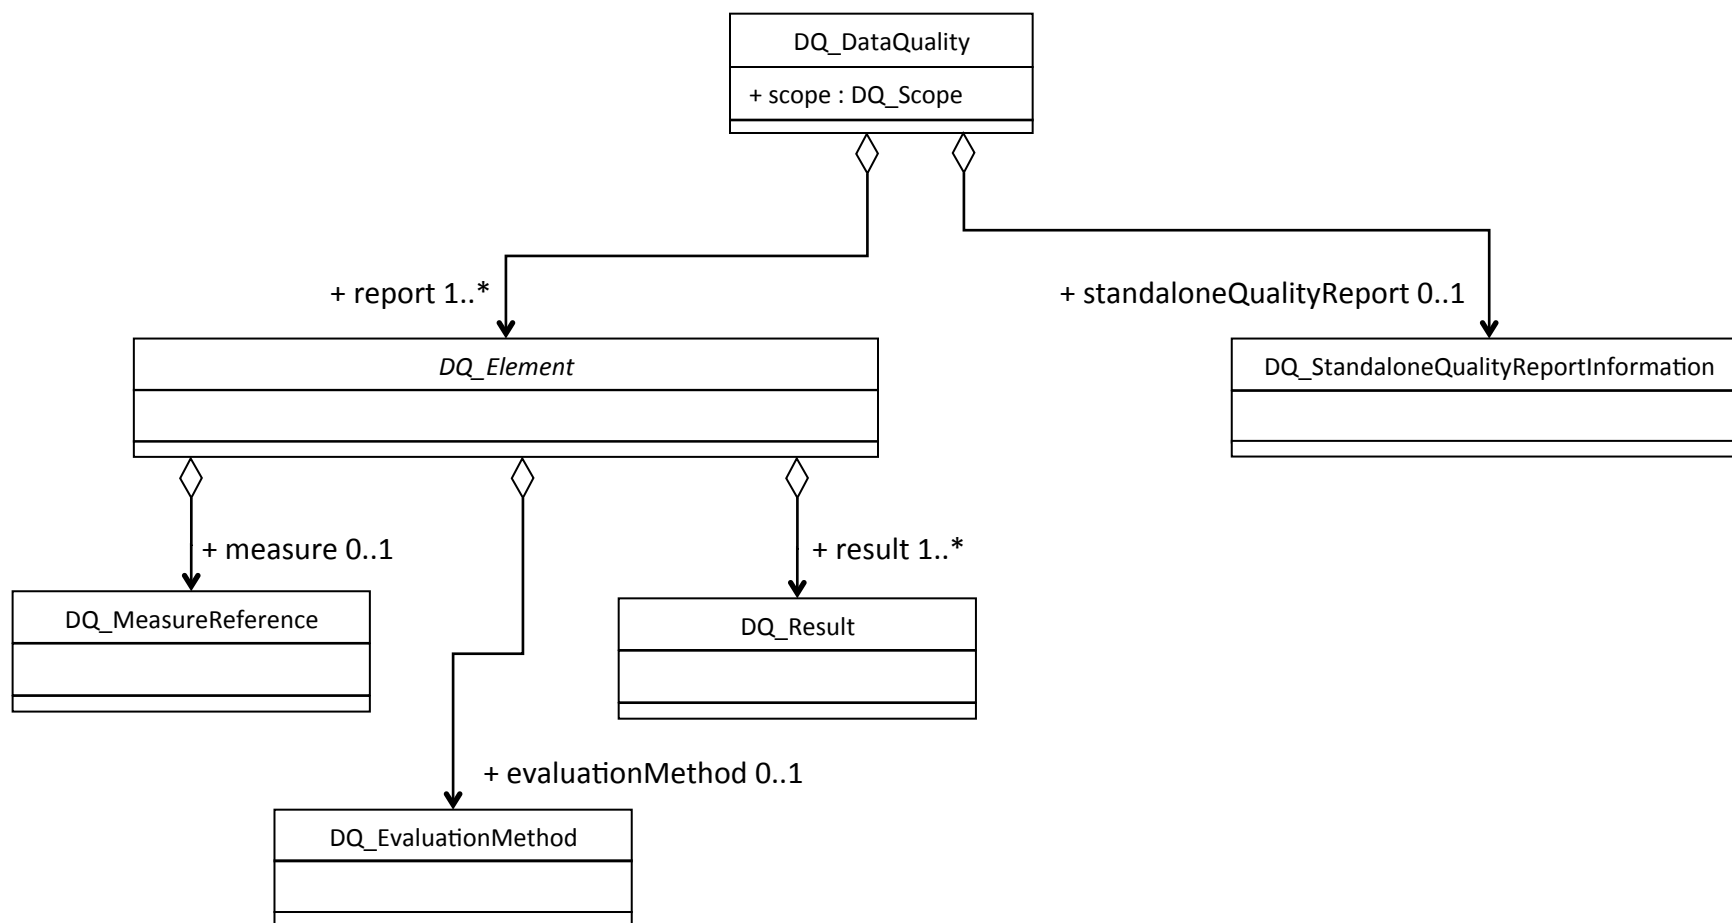 DQ_DataQuality
+ scope : DQ_Scope
+ report 1..*
+ standaloneQualityReport 0..1
DQ_Element
DQ_StandaloneQualityReportInformation
+ measure 0..1
+ result 1..*
DQ_MeasureReference
DQ_Result
+ evaluationMethod 0..1
DQ_EvaluationMethod